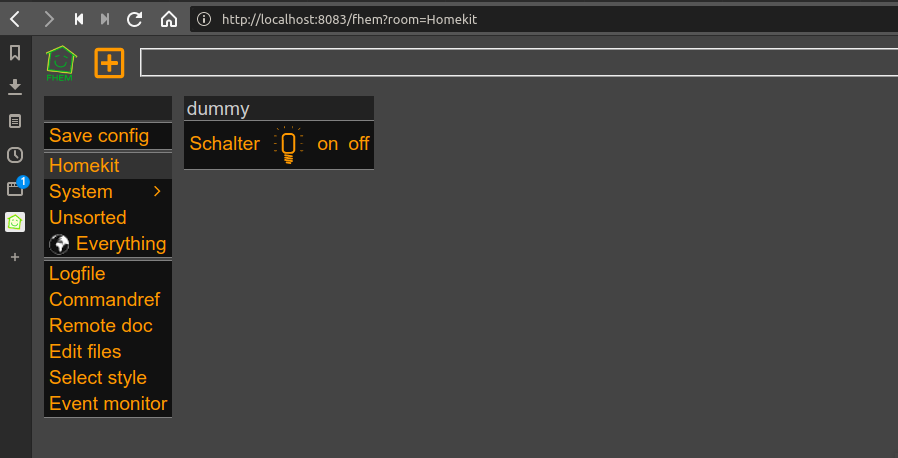 http://localhost:8083/fhem?room=Homekit
FHEM
1
dummy
Save config
Schalter on off
Homekit
System
Unsorted
Everything
Logfile
Commandref
Remote doc
Edit files
Select style
Event monitor